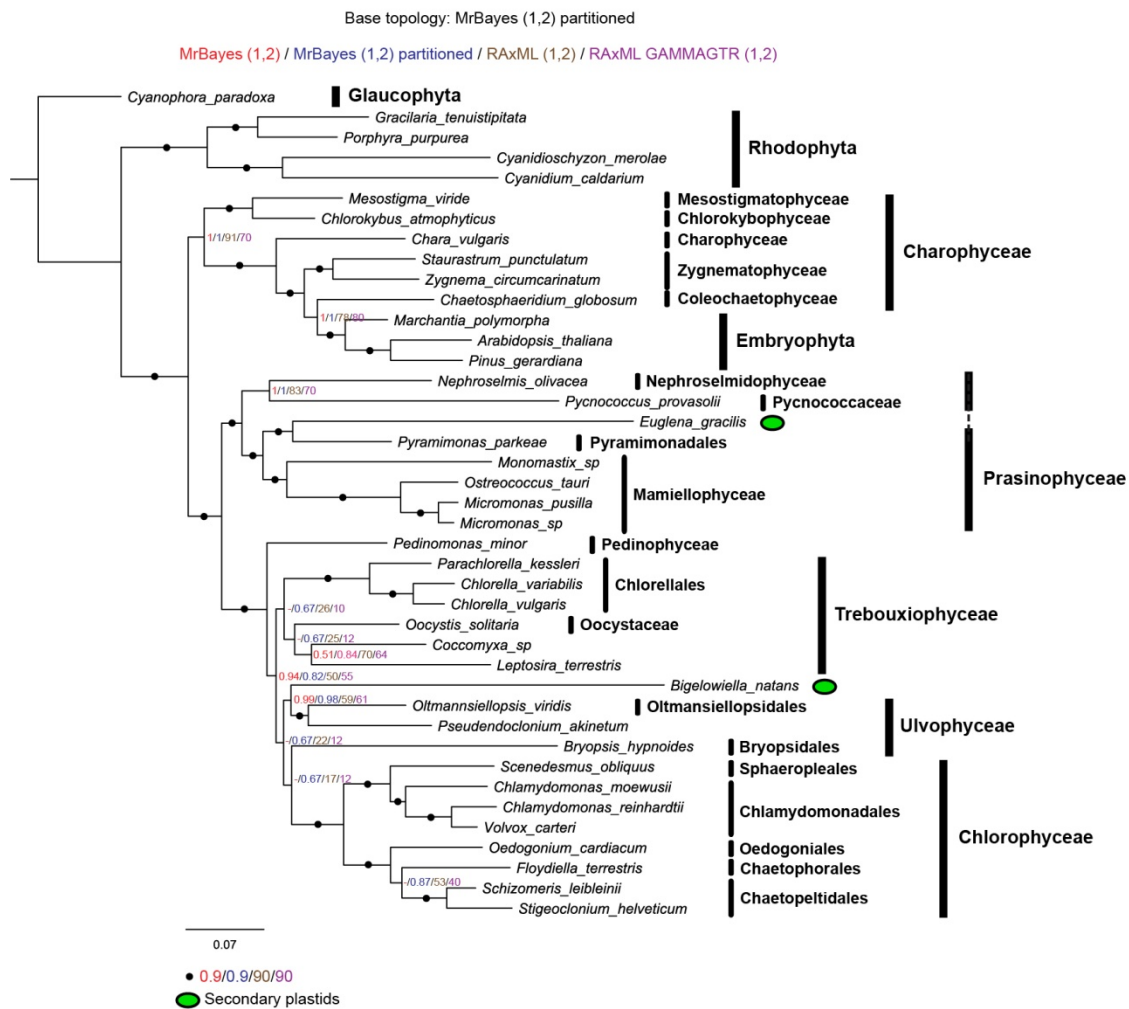 Base topology: MrBayes (1,2) partitioned
MrBayes (1,2) / MrBayes (1,2) partitioned / RAxML (1,2) / RAxML GAMMAGTR (1,2)
Cyanophora_paradoxa Glaucophyta
Gracilaria_tenuistipitata
Porphyra_purpurea
Rhodophyta
Cyanidioschyzon_merolae
Cyanidium_caldarium
Mesostigma_viride Mesostigmatophyceae
Chlorokybus_atmophyticus Chlorokybophyceae
1/1/91/70 Chara_vulgaris Charophyceae
Charophyceae
Staurastrum_punctulatum
Zygnematophyceae
Zygnema_circumcarinatum
Chaetosphaeridium_globosum Coleochaetophyceae
1/1/78/80 Marchantia_polymorpha
Arabidopsis_thaliana Embryophyta
Pinus_gerardiana
Nephroselmis_olivacea Nephroselmidophyceae
1/1/83/70
Pycnococcus_provasolii Pycnococcaceae
Euglena_gracilis
Pyramimonas_parkeae Pyramimonadales
Monomastix_sp
Prasinophyceae
Ostreococcus_tauri
Mamiellophyceae
Micromonas_pusilla
Micromonas_sp
Pedinomonas_minor Pedinophyceae
Parachlorella_kessleri
Chlorella_variabilis Chlorellales
Chlorella_vulgaris
-/0.67/26/10
Trebouxiophyceae
Oocystis_solitaria Oocystaceae
-/0.67/25/12
Coccomyxa_sp
0.51/0.84/70/64
Leptosira_terrestris
0.94/0.82/50/55
Bigelowiella_natans
0.99/0.98/59/61
Oltmannsiellopsis_viridis Oltmansiellopsidales
Ulvophyceae
Pseudendoclonium_akinetum
-/0.67/22/12
Bryopsis_hypnoides Bryopsidales
Scenedesmus_obliquus Sphaeropleales
-/0.67/17/12
Chlamydomonas_moewusii
Chlamydomonas_reinhardtii Chlamydomonadales
Volvox_carteri
Chlorophyceae
Oedogonium_cardiacum Oedogoniales
Floydiella_terrestris Chaetophorales
-/0.87/53/40
Schizomeris_leibleinii
Chaetopeltidales
Stigeoclonium_helveticum
0.07
0.9/0.9/90/90
Secondary plastids